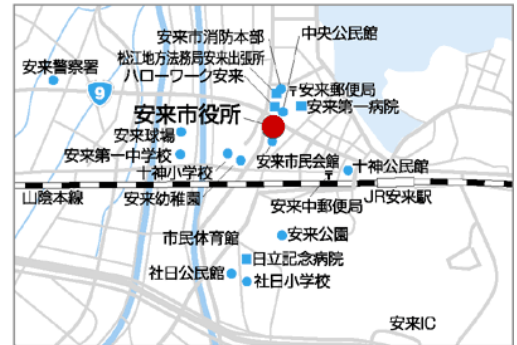 安来市消防本部
中央公民館
松江地方法務局安来出張所
ハローワーク安来
安来警察署
〒安来郵便局
9
安来第一病院
安来市役所
安来球場
安来第一中学校
安来市民会館
十神公民館
十神小学校
〒
山陰本線
安来幼稚園
安来中郵便局
JR安来駅
市民体育館
安来公園
日立記念病院
社日公民館
社日小学校
安来IC